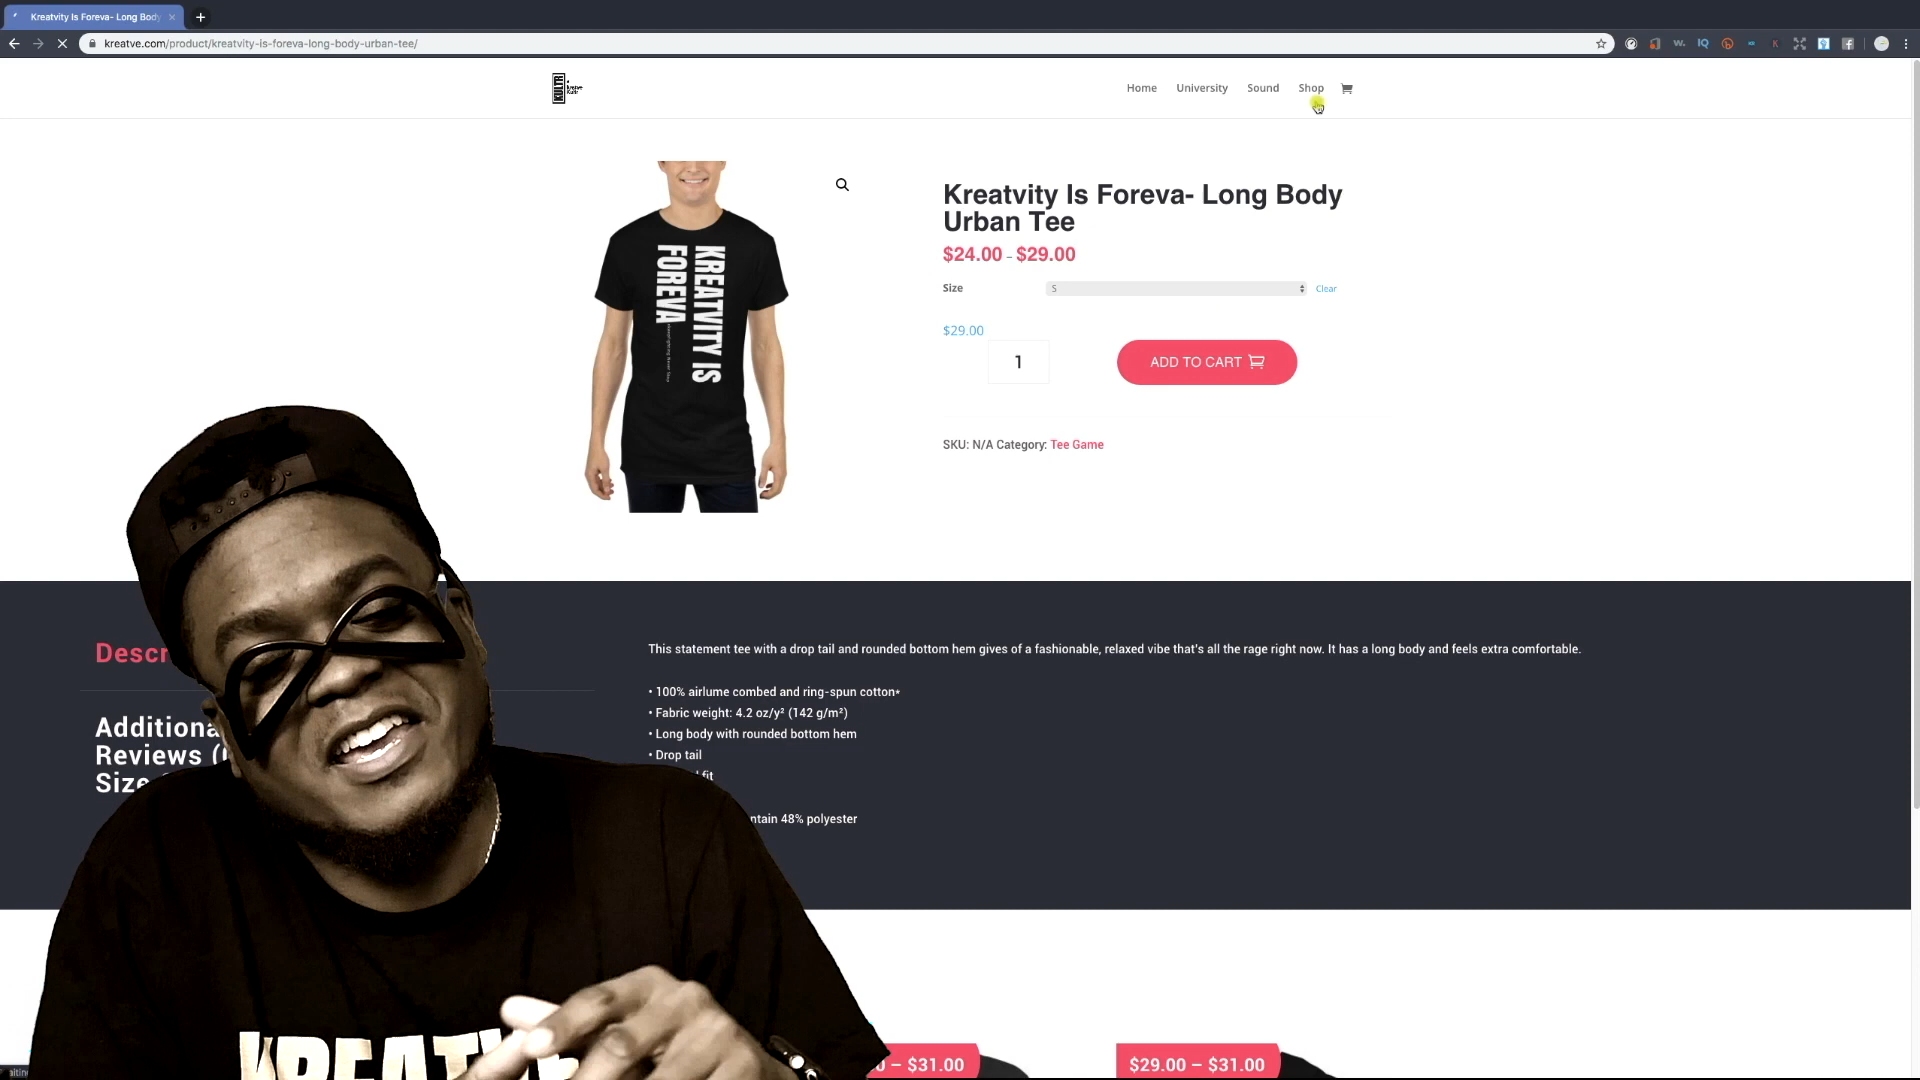 Kreatvity Is Foreva- Long Body
kreatve.com/product/kreatvity-is-foreva-long-body-urban-tee/
KULTR
Home University Sound Shop
KREATVITY IS
FOREVA
Kreatvity Is Foreva- Long Body
Urban Tee
$24.00 – $29.00
Size S Clear
$29.00
1 ADD TO CART
SKU: N/A Category: Tee Game
Descr
This statement tee with a drop tail and rounded bottom hem gives of a fashionable, relaxed vibe that's all the rage right now. It has a long body and feels extra comfortable.
• 100% airlume combed and ring-spun cotton*
• Fabric weight: 4.2 oz/y² (142 g/m²)
• Long body with rounded bottom hem
• Drop tail
fit
ntain 48% polyester
Additiona
Reviews (
Size
KREATV
– $31.00
$29.00 – $31.00